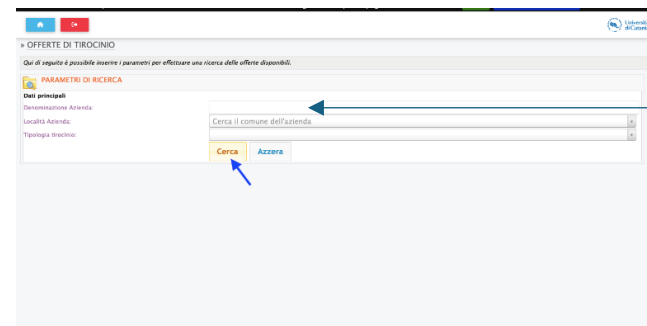 » OFFERTE DI TIROCINIO
Qui di seguito è possibile inserire i parametri per effettuare una ricerca delle offerte disponibili.
PARAMETRI DI RICERCA
Dati principali
Denominazione Azienda:
Località Azienda:
Cerca il comune dell'azienda
Tipologia tirocinio:
Cerca
Azzera